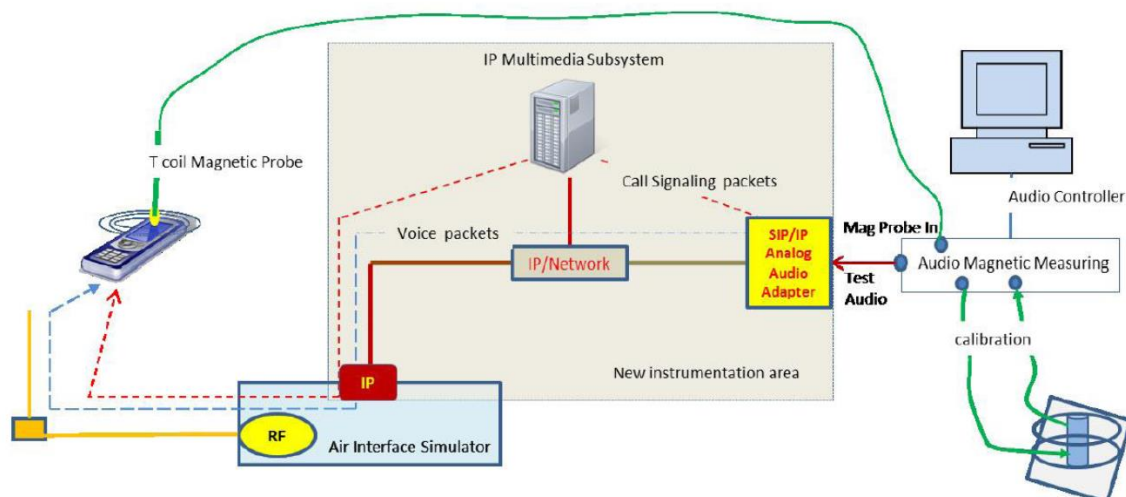 IP Multimedia Subsystem
T coil Magnetic Probe
Call Signaling packets
Audio Controller
Voice packets
Mag Probe In
SIP/IP
Analog
Audio
Adapter
IP/Network
Audio Magnetic Measuring
Test
Audio
calibration
IP
New instrumentation area
RF
Air Interface Simulator